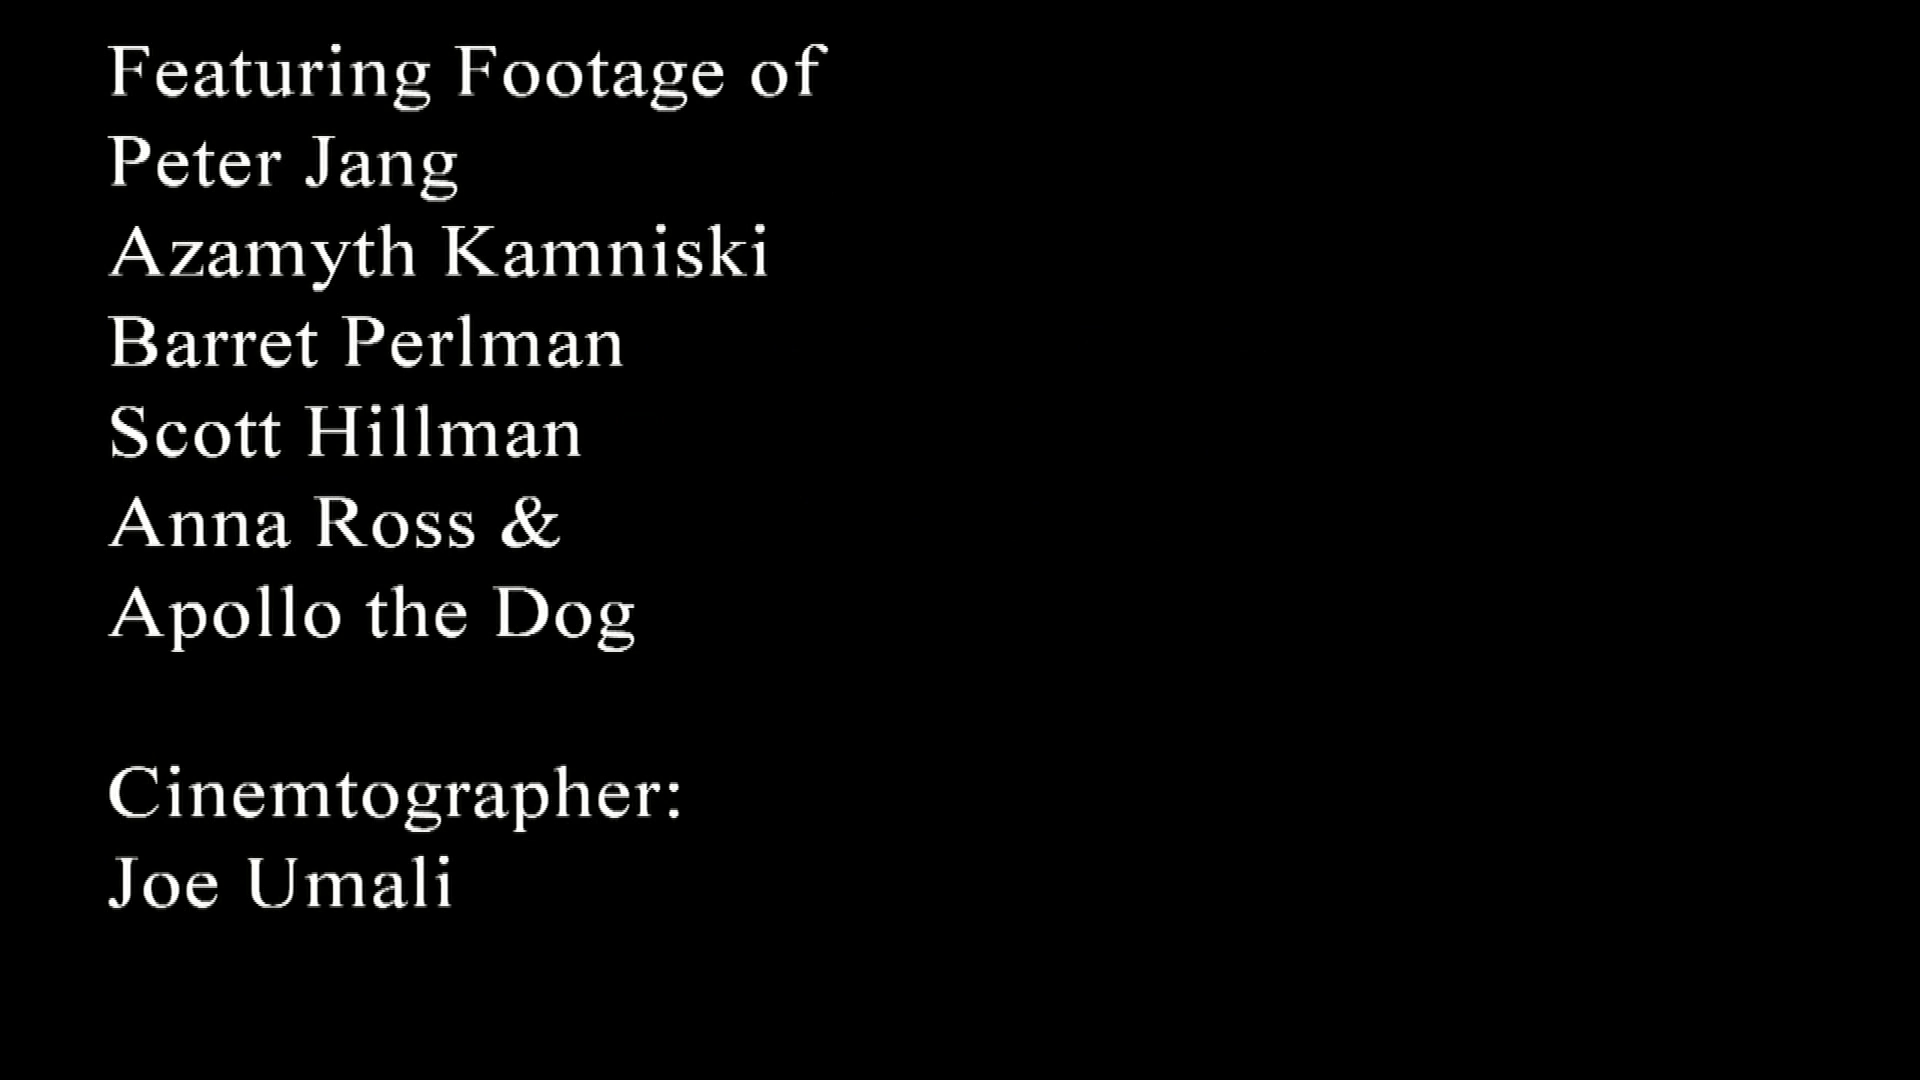 Featuring Footage of
Peter Jang
Azamyth Kamniski
Barret Perlman
Scott Hillman
Anna Ross &
Apollo the Dog
Cinemtographer:
Joe Umali